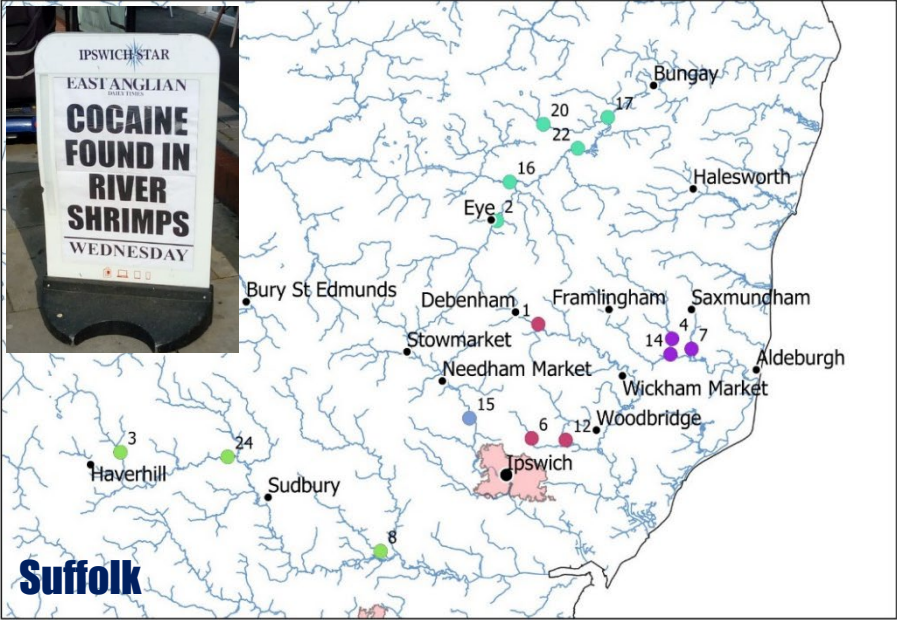 IPSWICH STAR
EAST ANGLIAN
DAILY TIMES
COCAINE
FOUND IN
RIVER
SHRIMPS
WEDNESDAY
Bungay
20
17
22
16
Halesworth
Eye
2
Bury St Edmunds
Debenham
1
Framlingham
Saxmundham
4
14
7
Stowmarket
Aldeburgh
Needham Market
Wickham Market
15
6
12
Woodbridge
3
24
Haverhill
Ipswich
Sudbury
8
Suffolk